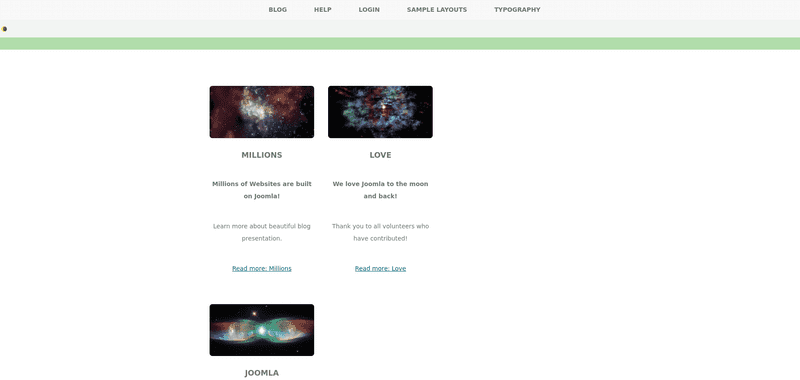 BLOG HELP LOGIN SAMPLE LAYOUTS TYPOGRAPHY
MILLIONS
Millions of Websites are built
on Joomla!
Learn more about beautiful blog
presentation.
Read more: Millions
LOVE
We love Joomla to the moon
and back!
Thank you to all volunteers who
have contributed!
Read more: Love
JOOMLA